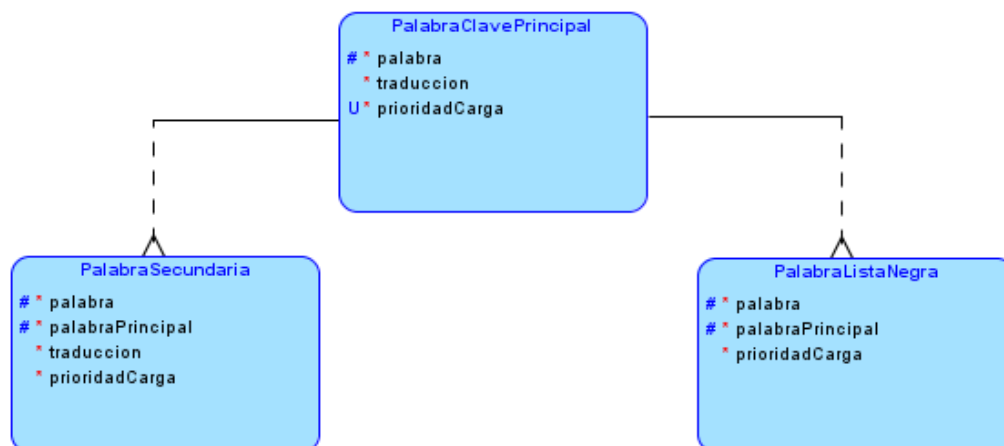 PalabraClavePrincipal
# * palabra
* traduccion
U * prioridadCarga
PalabraSecundaria
# * palabra
# * palabraPrincipal
* traduccion
* prioridadCarga
PalabraListaNegra
# * palabra
# * palabraPrincipal
* prioridadCarga